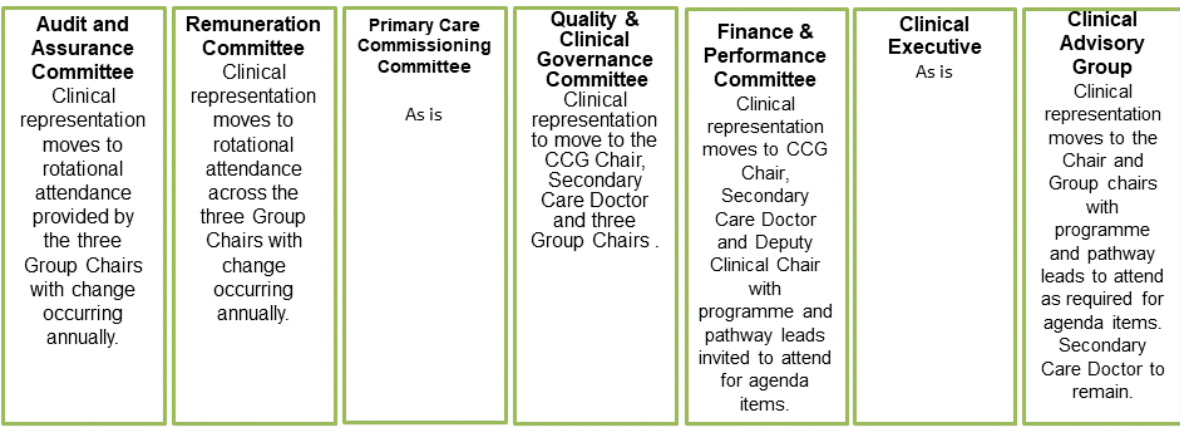 Audit and
Assurance
Committee
Clinical
representation
moves to
rotational
attendance
provided by
the three
Group Chairs
with change
occurring
annually.
Remuneration
Committee
Clinical
representation
moves to
rotational
attendance
across the
three Group
Chairs with
change
occurring
annually.
Primary Care
Commissioning
Committee
As is
Quality &
Clinical
Governance
Committee
Clinical
representation
to move to the
CCG Chair,
Secondary
Care Doctor
and three
Group Chairs .
Finance &
Performance
Committee
Clinical
representation
moves to CCG
Chair,
Secondary
Care Doctor
and Deputy
Clinical Chair
with
programme and
pathway leads
invited to attend
for agenda
items.
Clinical
Executive
As is
Clinical
Advisory
Group
Clinical
representation
moves to the
Chair and
Group chairs
with
programme
and pathway
leads to attend
as required for
agenda items.
Secondary
Care Doctor to
remain.